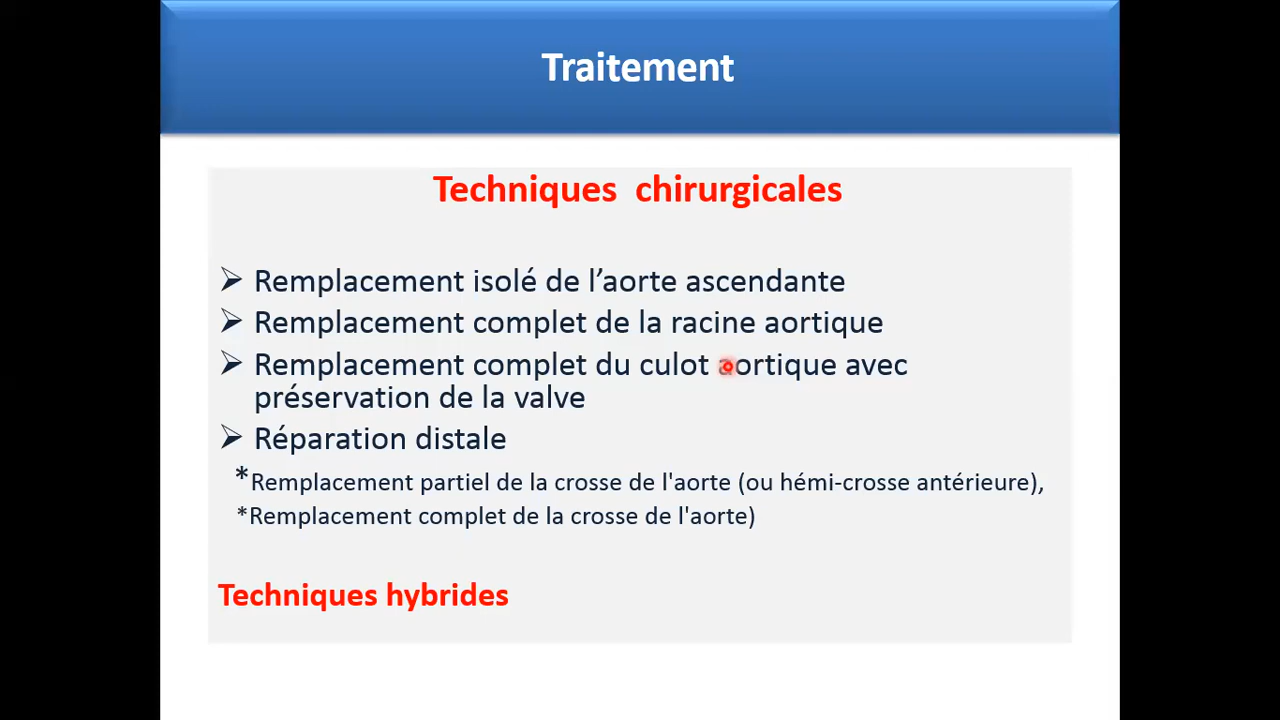 Traitement
Techniques chirurgicales
➢ Remplacement isolé de l’aorte ascendante
➢ Remplacement complet de la racine aortique
➢ Remplacement complet du culot aortique avec
préservation de la valve
➢ Réparation distale
*Remplacement partiel de la crosse de l'aorte (ou hémi-crosse antérieure),
*Remplacement complet de la crosse de l'aorte)
Techniques hybrides